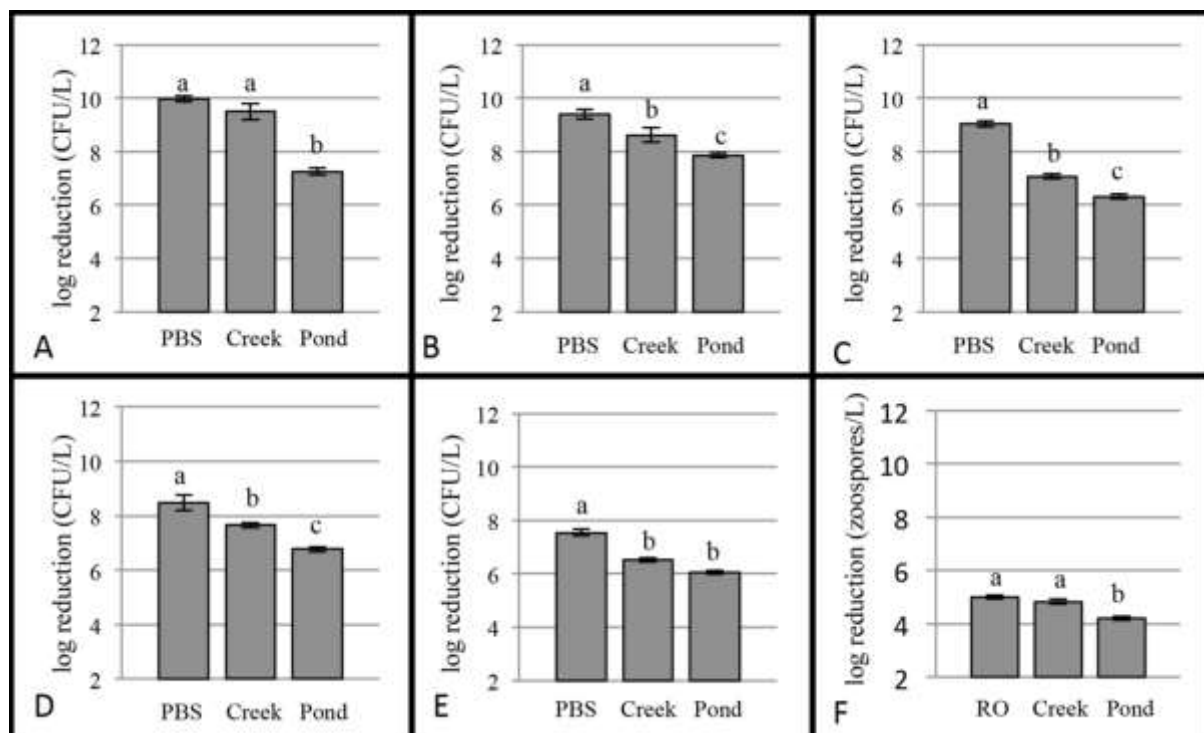 log reduction (CFU/L)
12
10
8
6
4
2
a
a
b
PBS Creek Pond
A
log reduction (CFU/L)
12
10
8
6
4
2
a
b
c
PBS Creek Pond
B
log reduction (CFU/L)
12
10
8
6
4
2
a
b
c
PBS Creek Pond
C
log reduction (CFU/L)
12
10
8
6
4
2
a
b
c
PBS Creek Pond
D
log reduction (CFU/L)
12
10
8
6
4
2
a
b
b
PBS Creek Pond
E
log reduction (zoospores/L)
12
10
8
6
4
2
a
a
b
RO Creek Pond
F